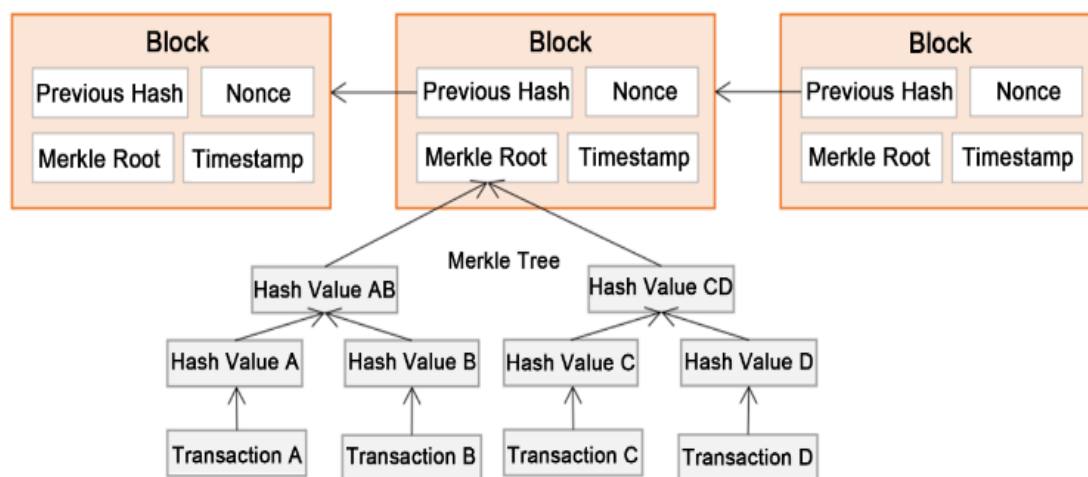 Block
Block
Block
Previous Hash
Nonce
Previous Hash
Nonce
Previous Hash
Nonce
Merkle Root
Timestamp
Merkle Root
Timestamp
Merkle Root
Timestamp
Merkle Tree
Hash Value AB
Hash Value CD
Hash Value A
Hash Value B
Hash Value C
Hash Value D
Transaction A
Transaction B
Transaction C
Transaction D